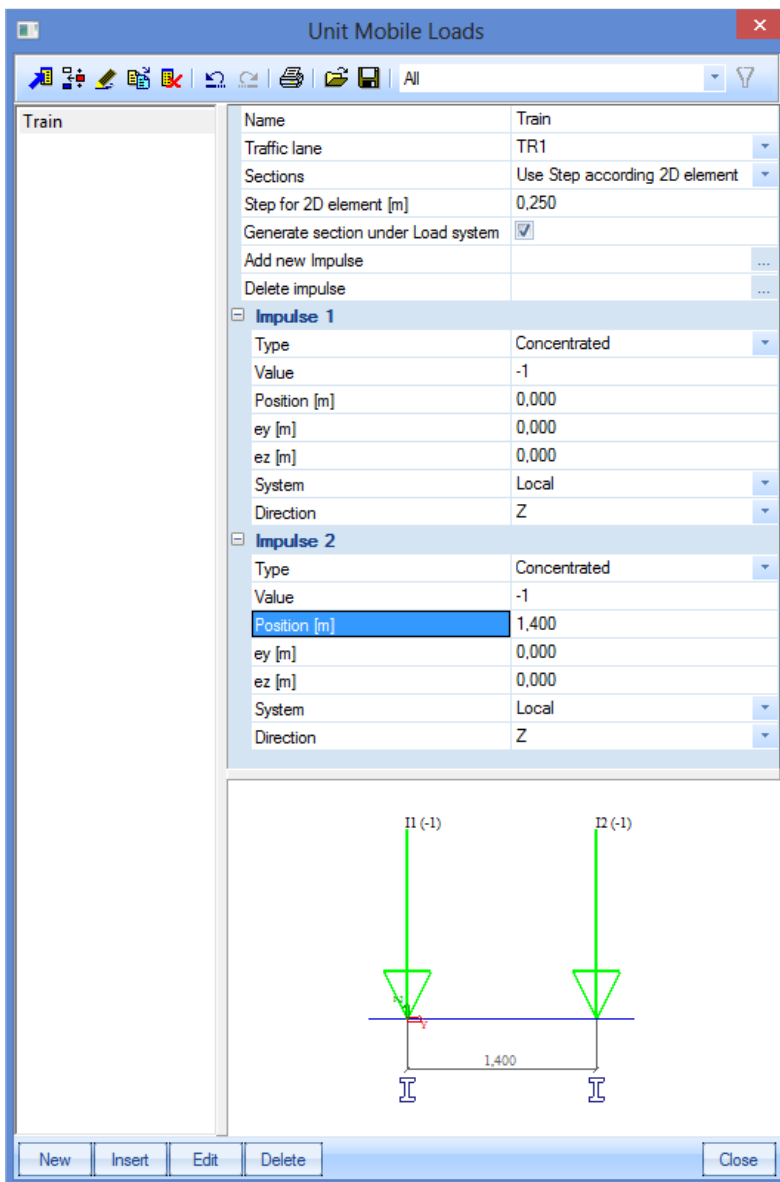 Unit Mobile Loads
All
Train
Name Train
Traffic lane TR1
Sections Use Step according 2D element
Step for 2D element [m] 0,250
Generate section under Load system
Add new Impulse ...
Delete impulse ...
Impulse 1
Type Concentrated
Value -1
Position [m] 0,000
ey [m] 0,000
ez [m] 0,000
System Local
Direction Z
Impulse 2
Type Concentrated
Value -1
Position [m] 1,400
ey [m] 0,000
ez [m] 0,000
System Local
Direction Z
I1 (-1) I2 (-1)
Y
1,400
New Insert Edit Delete Close